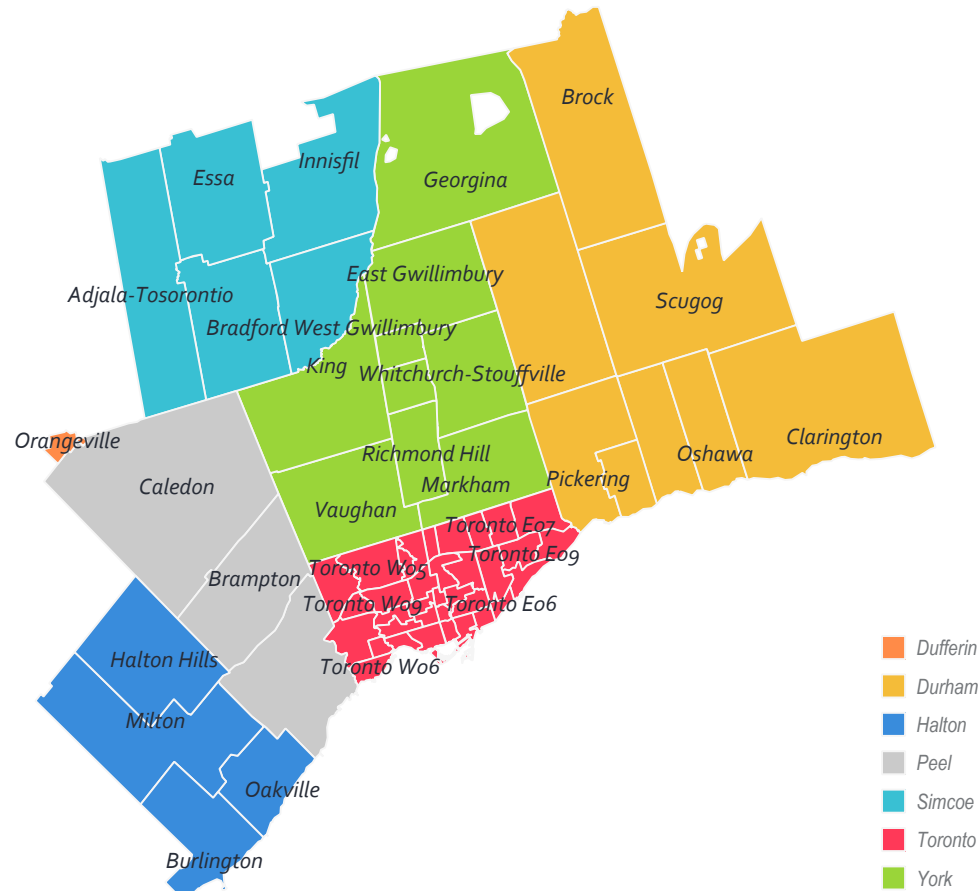 Brock
Innisfil
Essa
Georgina
East Gwillimbury
Adjala-Tosorontio
Scugog
Bradford West Gwillimbury
King
Whitchurch-Stouffville
Orangeville
Clarington
Richmond Hill
Oshawa
Caledon
Markham
Pickering
Vaughan
Toronto E07
Toronto E09
Toronto W05
Brampton
Toronto W09
Toronto E06
Halton Hills
Toronto W06
Milton
Oakville
Burlington
Dufferin
Durham
Halton
Peel
Simcoe
Toronto
York